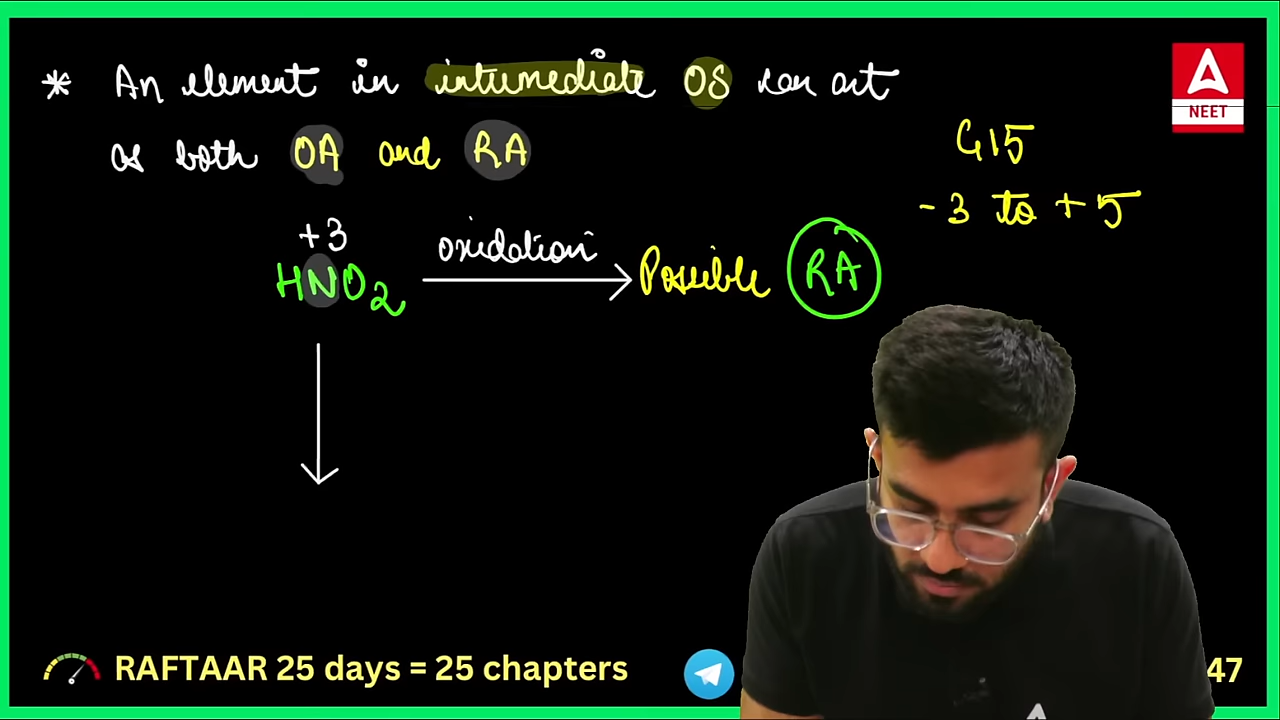 * An element in intermediate OS can act
as both OA and RA
G15
-3 to +5
+3
HNO2 oxidation Possible RA
A
NEET
RAFTAAR 25 days = 25 chapters
47